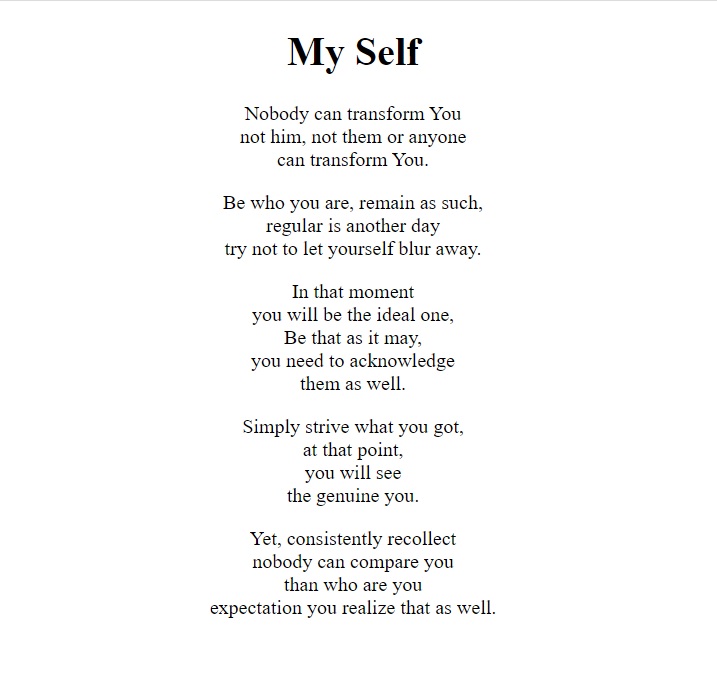 My Self
Nobody can transform You
not him, not them or anyone
can transform You.
Be who you are, remain as such,
regular is another day
try not to let yourself blur away.
In that moment
you will be the ideal one,
Be that as it may,
you need to acknowledge
them as well.
Simply strive what you got,
at that point,
you will see
the genuine you.
Yet, consistently recollect
nobody can compare you
than who are you
expectation you realize that as well.